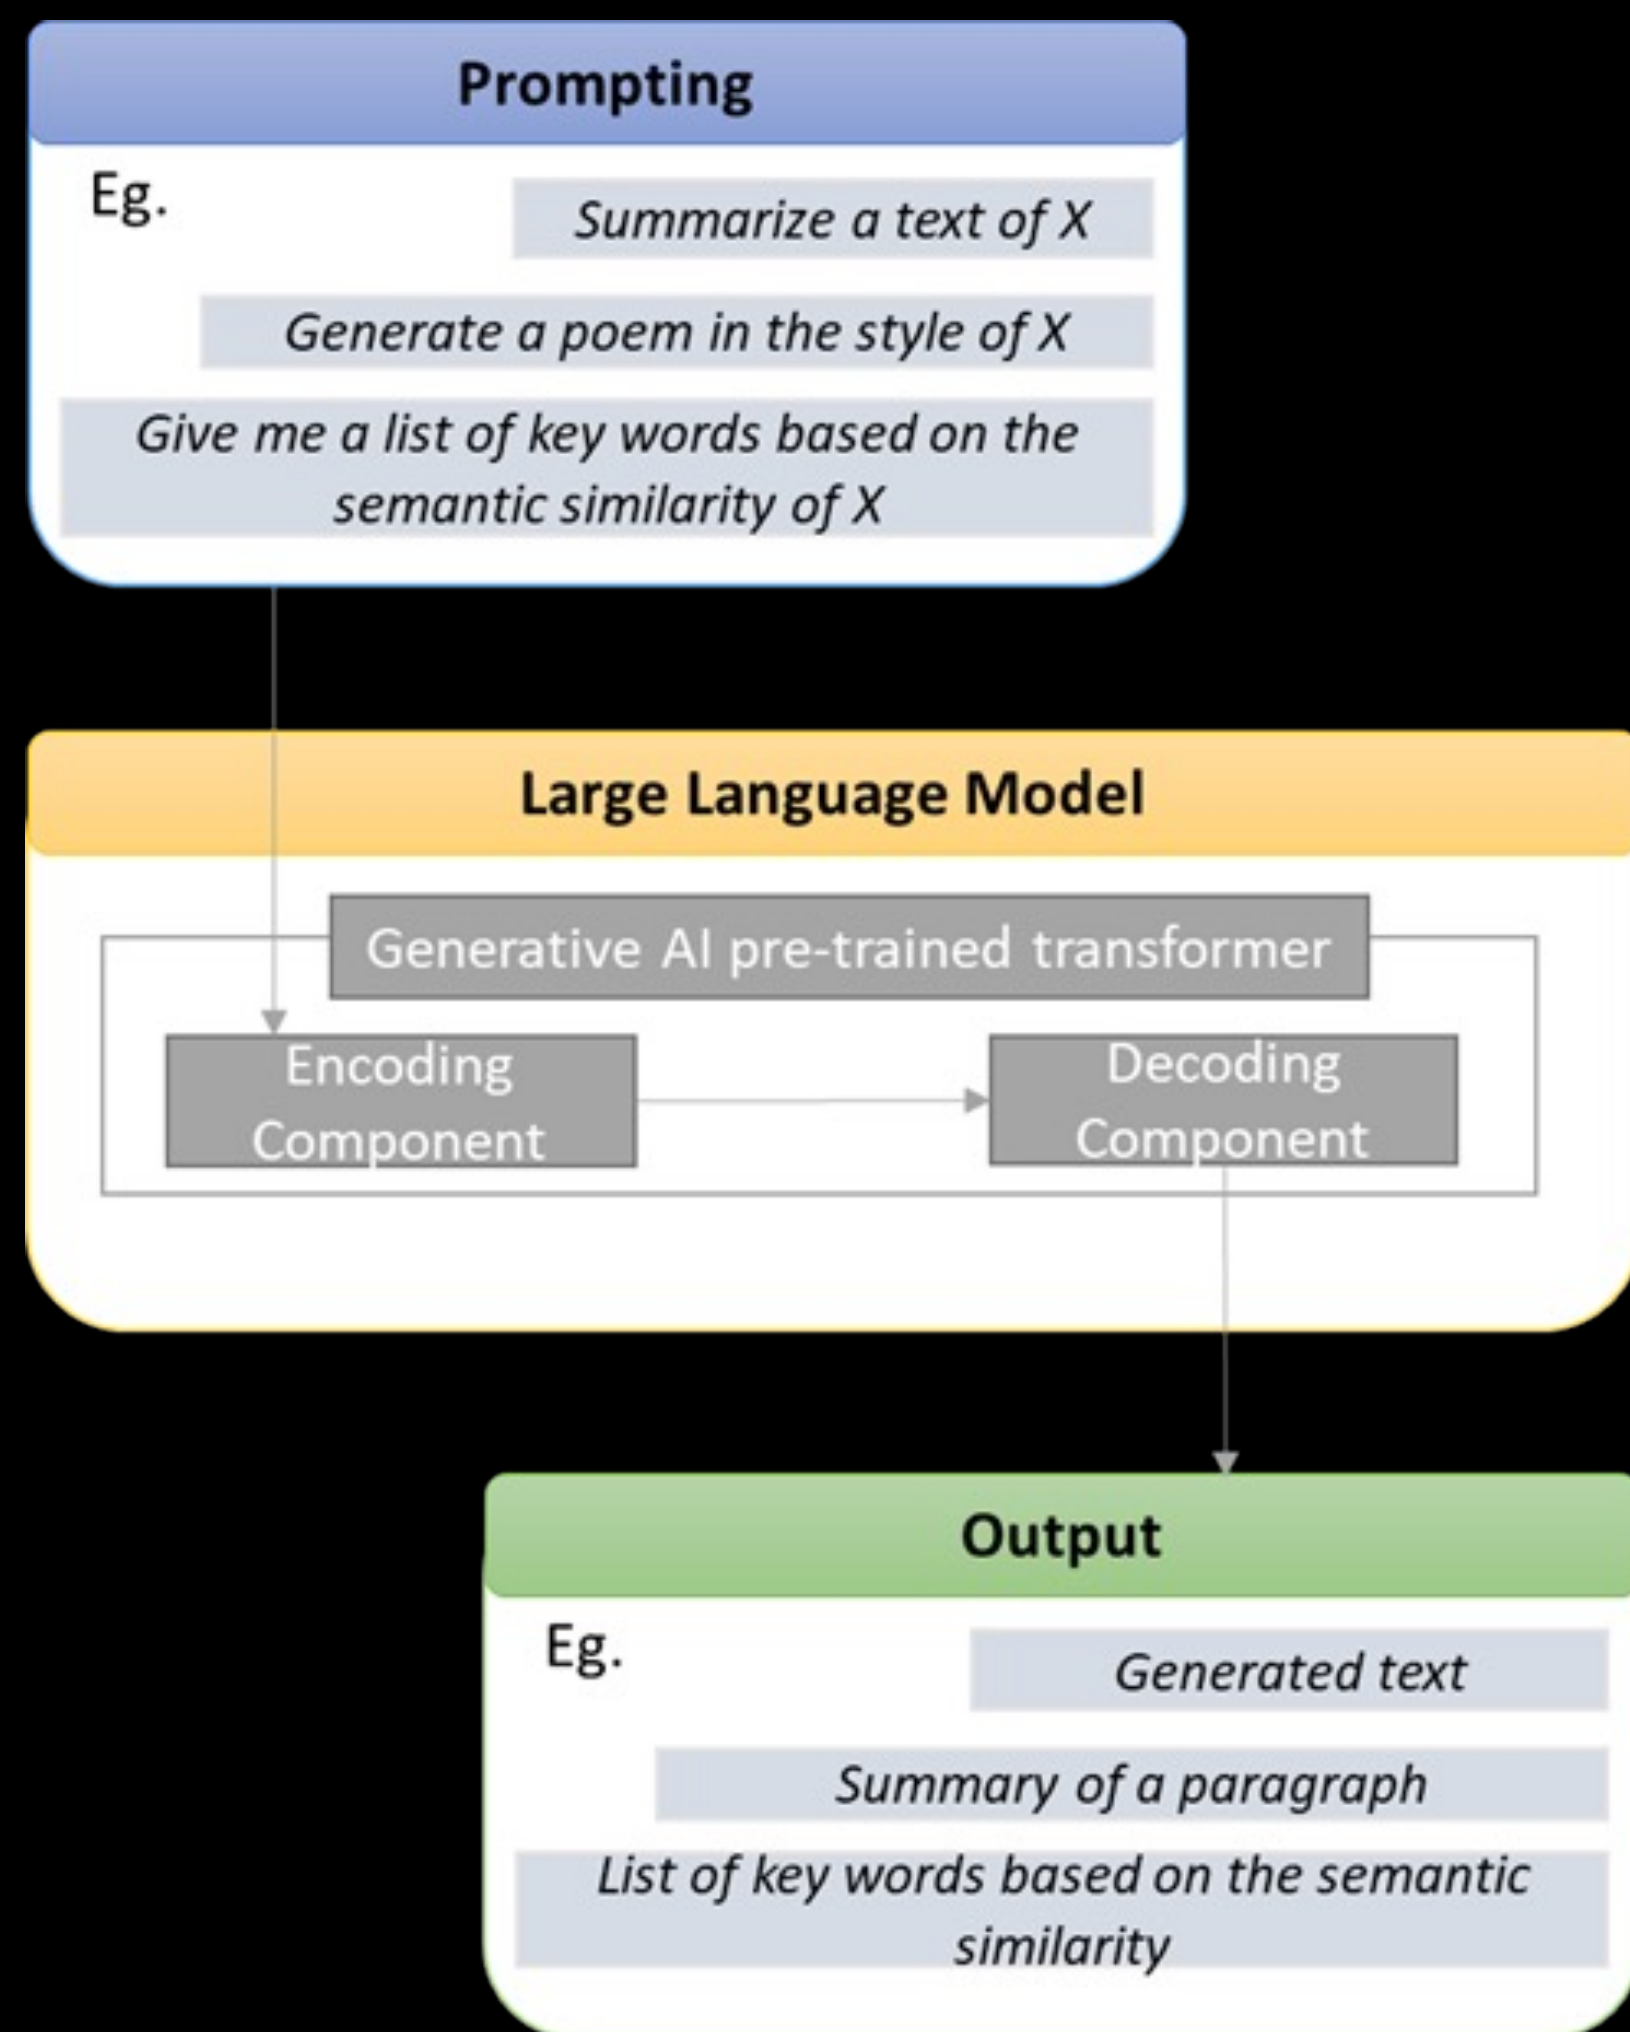 Prompting
Eg.
Summarize a text of X
Generate a poem in the style of X
Give me a list of key words based on the
semantic similarity of X
Large Language Model
Generative AI pre-trained transformer
Encoding
Component
Decoding
Component
Output
Eg.
Generated text
Summary of a paragraph
List of key words based on the semantic
similarity